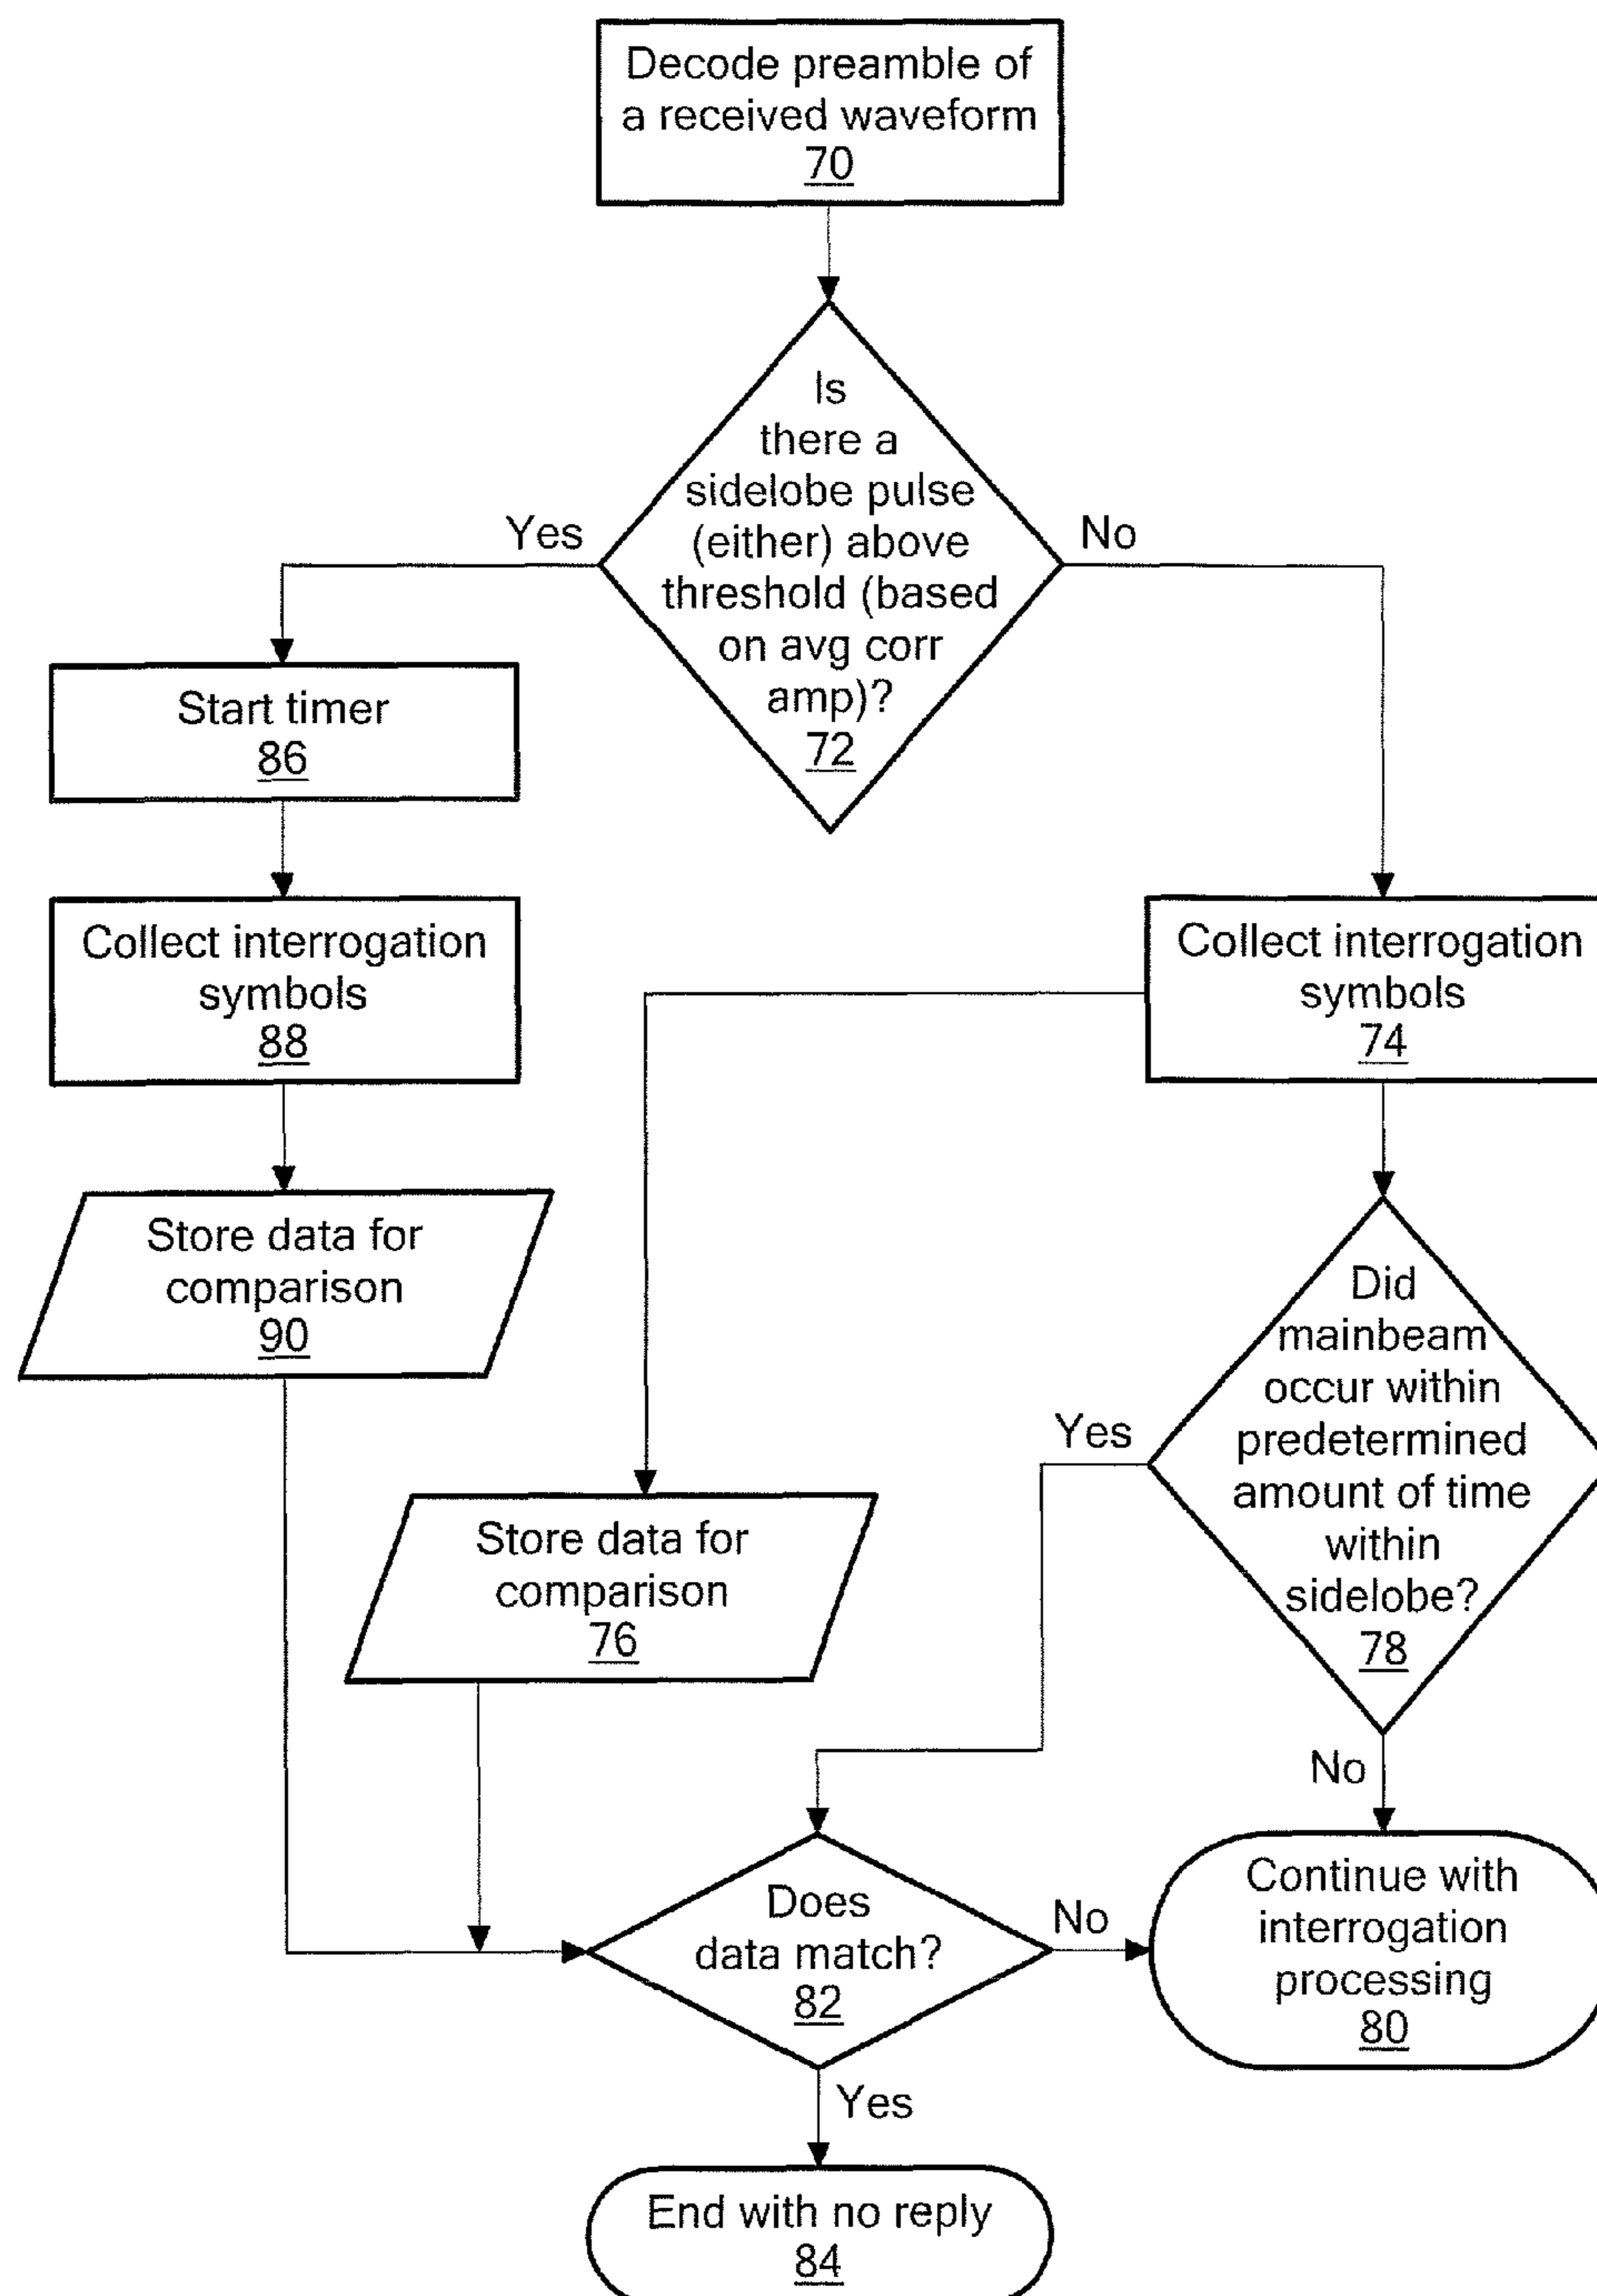 Decode preamble of
a received waveform
70
Is
there a
sidelobe pulse
(either) above
threshold (based
on avg corr
amp)?
72
Yes
No
Start timer
86
Collect interrogation
symbols
88
Collect interrogation
symbols
74
Store data for
comparison
90
Did
mainbeam
occur within
predetermined
amount of time
within
sidelobe?
78
Yes
No
Store data for
comparison
76
Does
data match?
82
No
Yes
Continue with
interrogation
processing
80
End with no reply
84